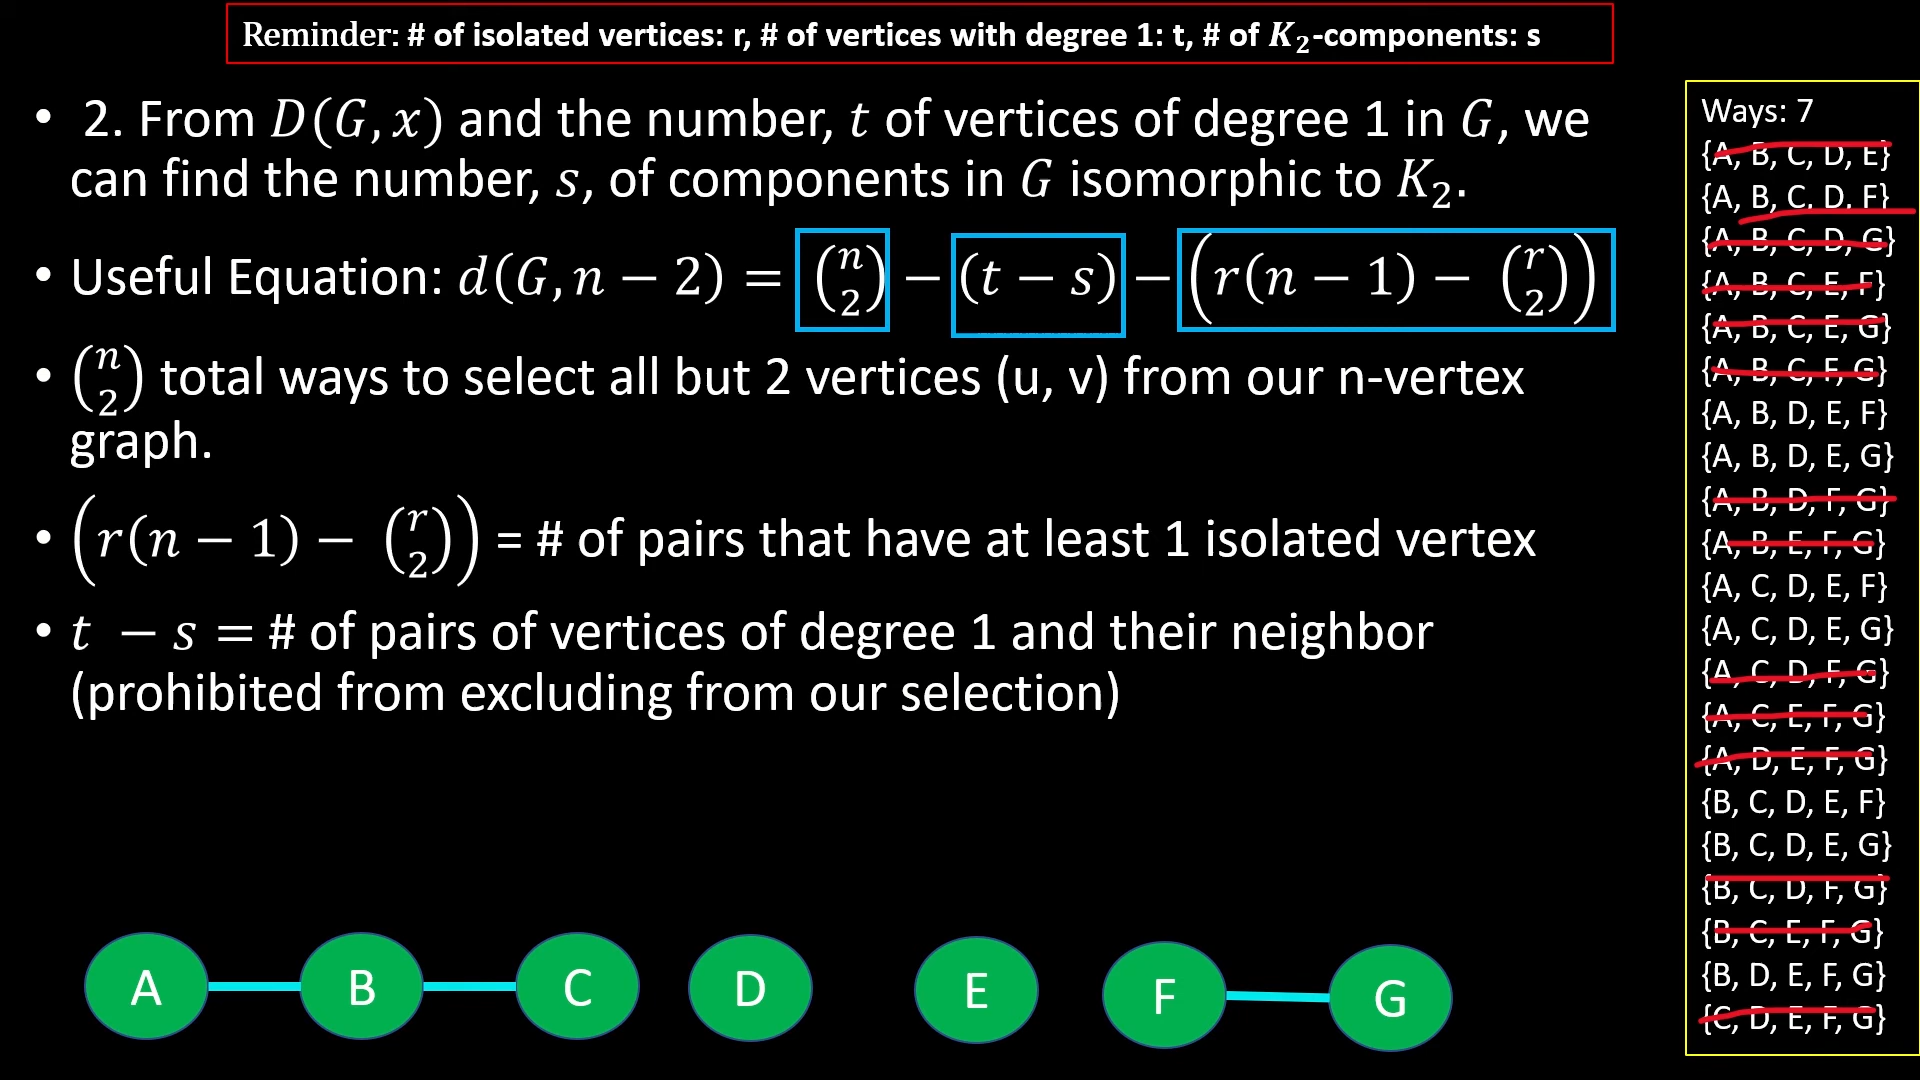 Reminder: # of isolated vertices: r, # of vertices with degree 1: t, # of K₂-components: s
• 2. From D(G, x) and the number, t of vertices of degree 1 in G, we
can find the number, s, of components in G isomorphic to K₂.
• Useful Equation: d(G, n − 2) = (n 2) − (t − s) − (r(n − 1) − (r 2))
• (n 2) total ways to select all but 2 vertices (u, v) from our n-vertex
graph.
• (r(n − 1) − (r 2)) = # of pairs that have at least 1 isolated vertex
• t − s = # of pairs of vertices of degree 1 and their neighbor
(prohibited from excluding from our selection)
A B C D E F G
Ways: 7
{A, B, C, D, E}
{A, B, C, D, F}
{A, B, C, D, G}
{A, B, C, E, F}
{A, B, C, E, G}
{A, B, C, F, G}
{A, B, D, E, F}
{A, B, D, E, G}
{A, B, D, F, G}
{A, B, E, F, G}
{A, C, D, E, F}
{A, C, D, E, G}
{A, C, D, F, G}
{A, C, E, F, G}
{A, D, E, F, G}
{B, C, D, E, F}
{B, C, D, E, G}
{B, C, D, F, G}
{B, C, E, F, G}
{B, D, E, F, G}
{C, D, E, F, G}